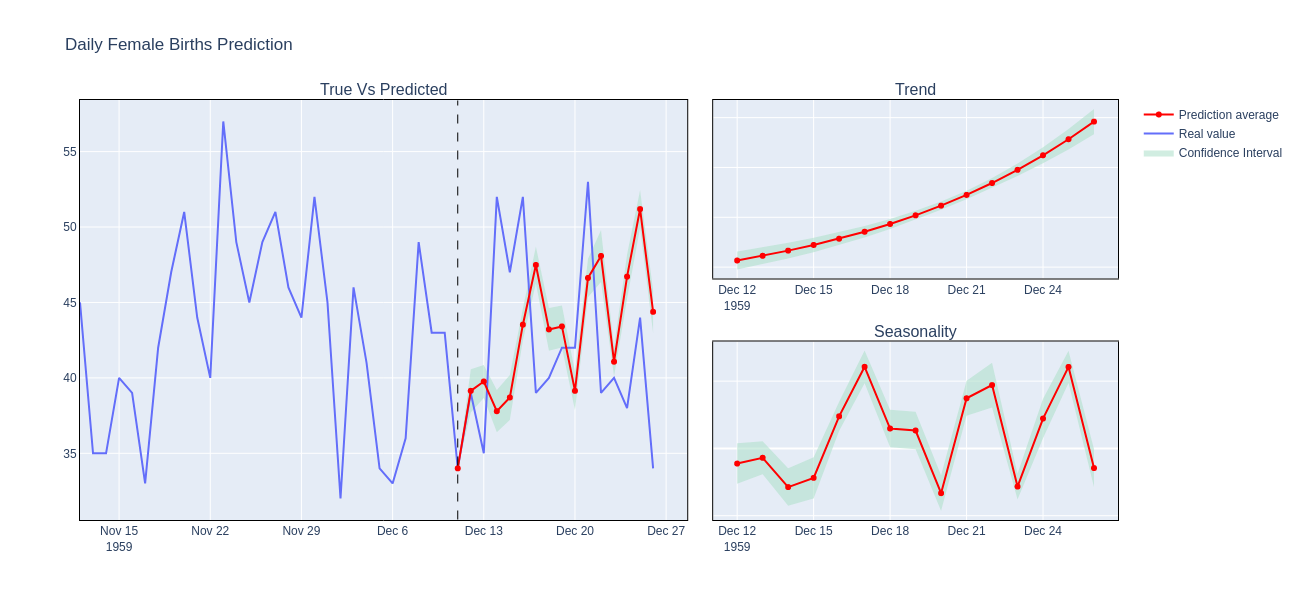 Daily Female Births Prediction
True Vs Predicted
55
50
45
40
35
Nov 15
1959
Nov 22
Nov 29
Dec 6
Dec 13
Dec 20
Dec 27
Trend
Dec 12
1959
Dec 15
Dec 18
Dec 21
Dec 24
Seasonality
Dec 12
1959
Dec 15
Dec 18
Dec 21
Dec 24
Prediction average
Real value
Confidence Interval